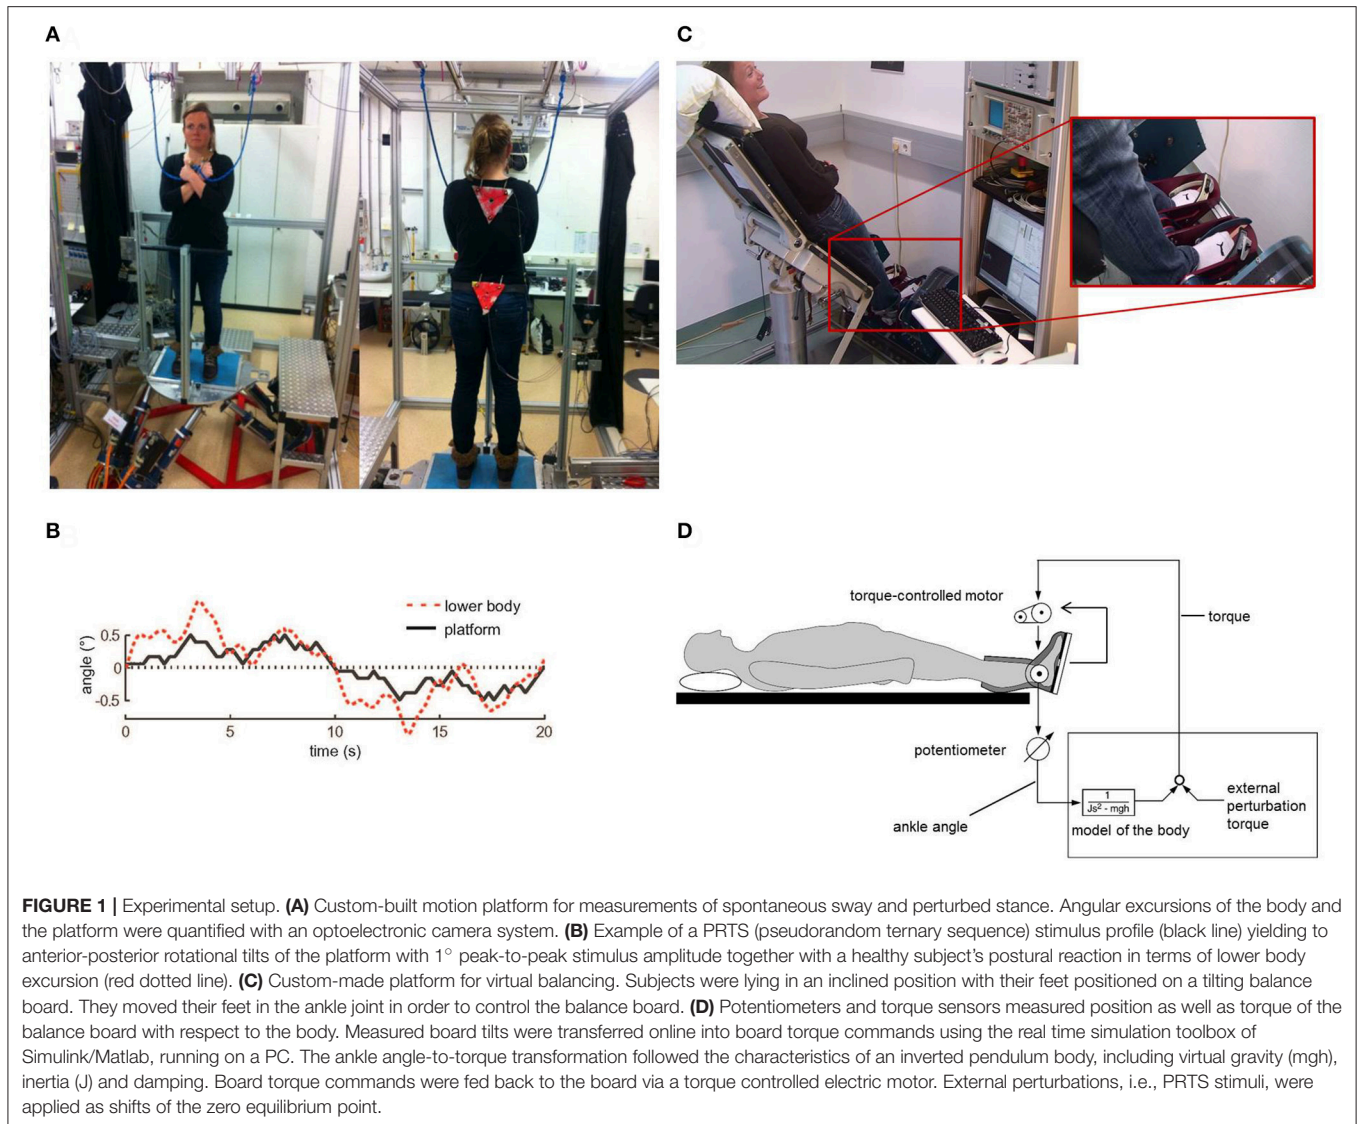 A
C
B
lower body
platform
angle (°)
0.5
0
-0.5
0
5
10
15
20
time (s)
D
torque-controlled motor
torque
potentiometer
ankle angle
1
Js² - mgh
model of the body
external
perturbation
torque
FIGURE 1 | Experimental setup. (A) Custom-built motion platform for measurements of spontaneous sway and perturbed stance. Angular excursions of the body and
the platform were quantified with an optoelectronic camera system. (B) Example of a PRTS (pseudorandom ternary sequence) stimulus profile (black line) yielding to
anterior-posterior rotational tilts of the platform with 1° peak-to-peak stimulus amplitude together with a healthy subject's postural reaction in terms of lower body
excursion (red dotted line). (C) Custom-made platform for virtual balancing. Subjects were lying in an inclined position with their feet positioned on a tilting balance
board. They moved their feet in the ankle joint in order to control the balance board. (D) Potentiometers and torque sensors measured position as well as torque of the
balance board with respect to the body. Measured board tilts were transferred online into board torque commands using the real time simulation toolbox of
Simulink/Matlab, running on a PC. The ankle angle-to-torque transformation followed the characteristics of an inverted pendulum body, including virtual gravity (mgh),
inertia (J) and damping. Board torque commands were fed back to the board via a torque controlled electric motor. External perturbations, i.e., PRTS stimuli, were
applied as shifts of the zero equilibrium point.